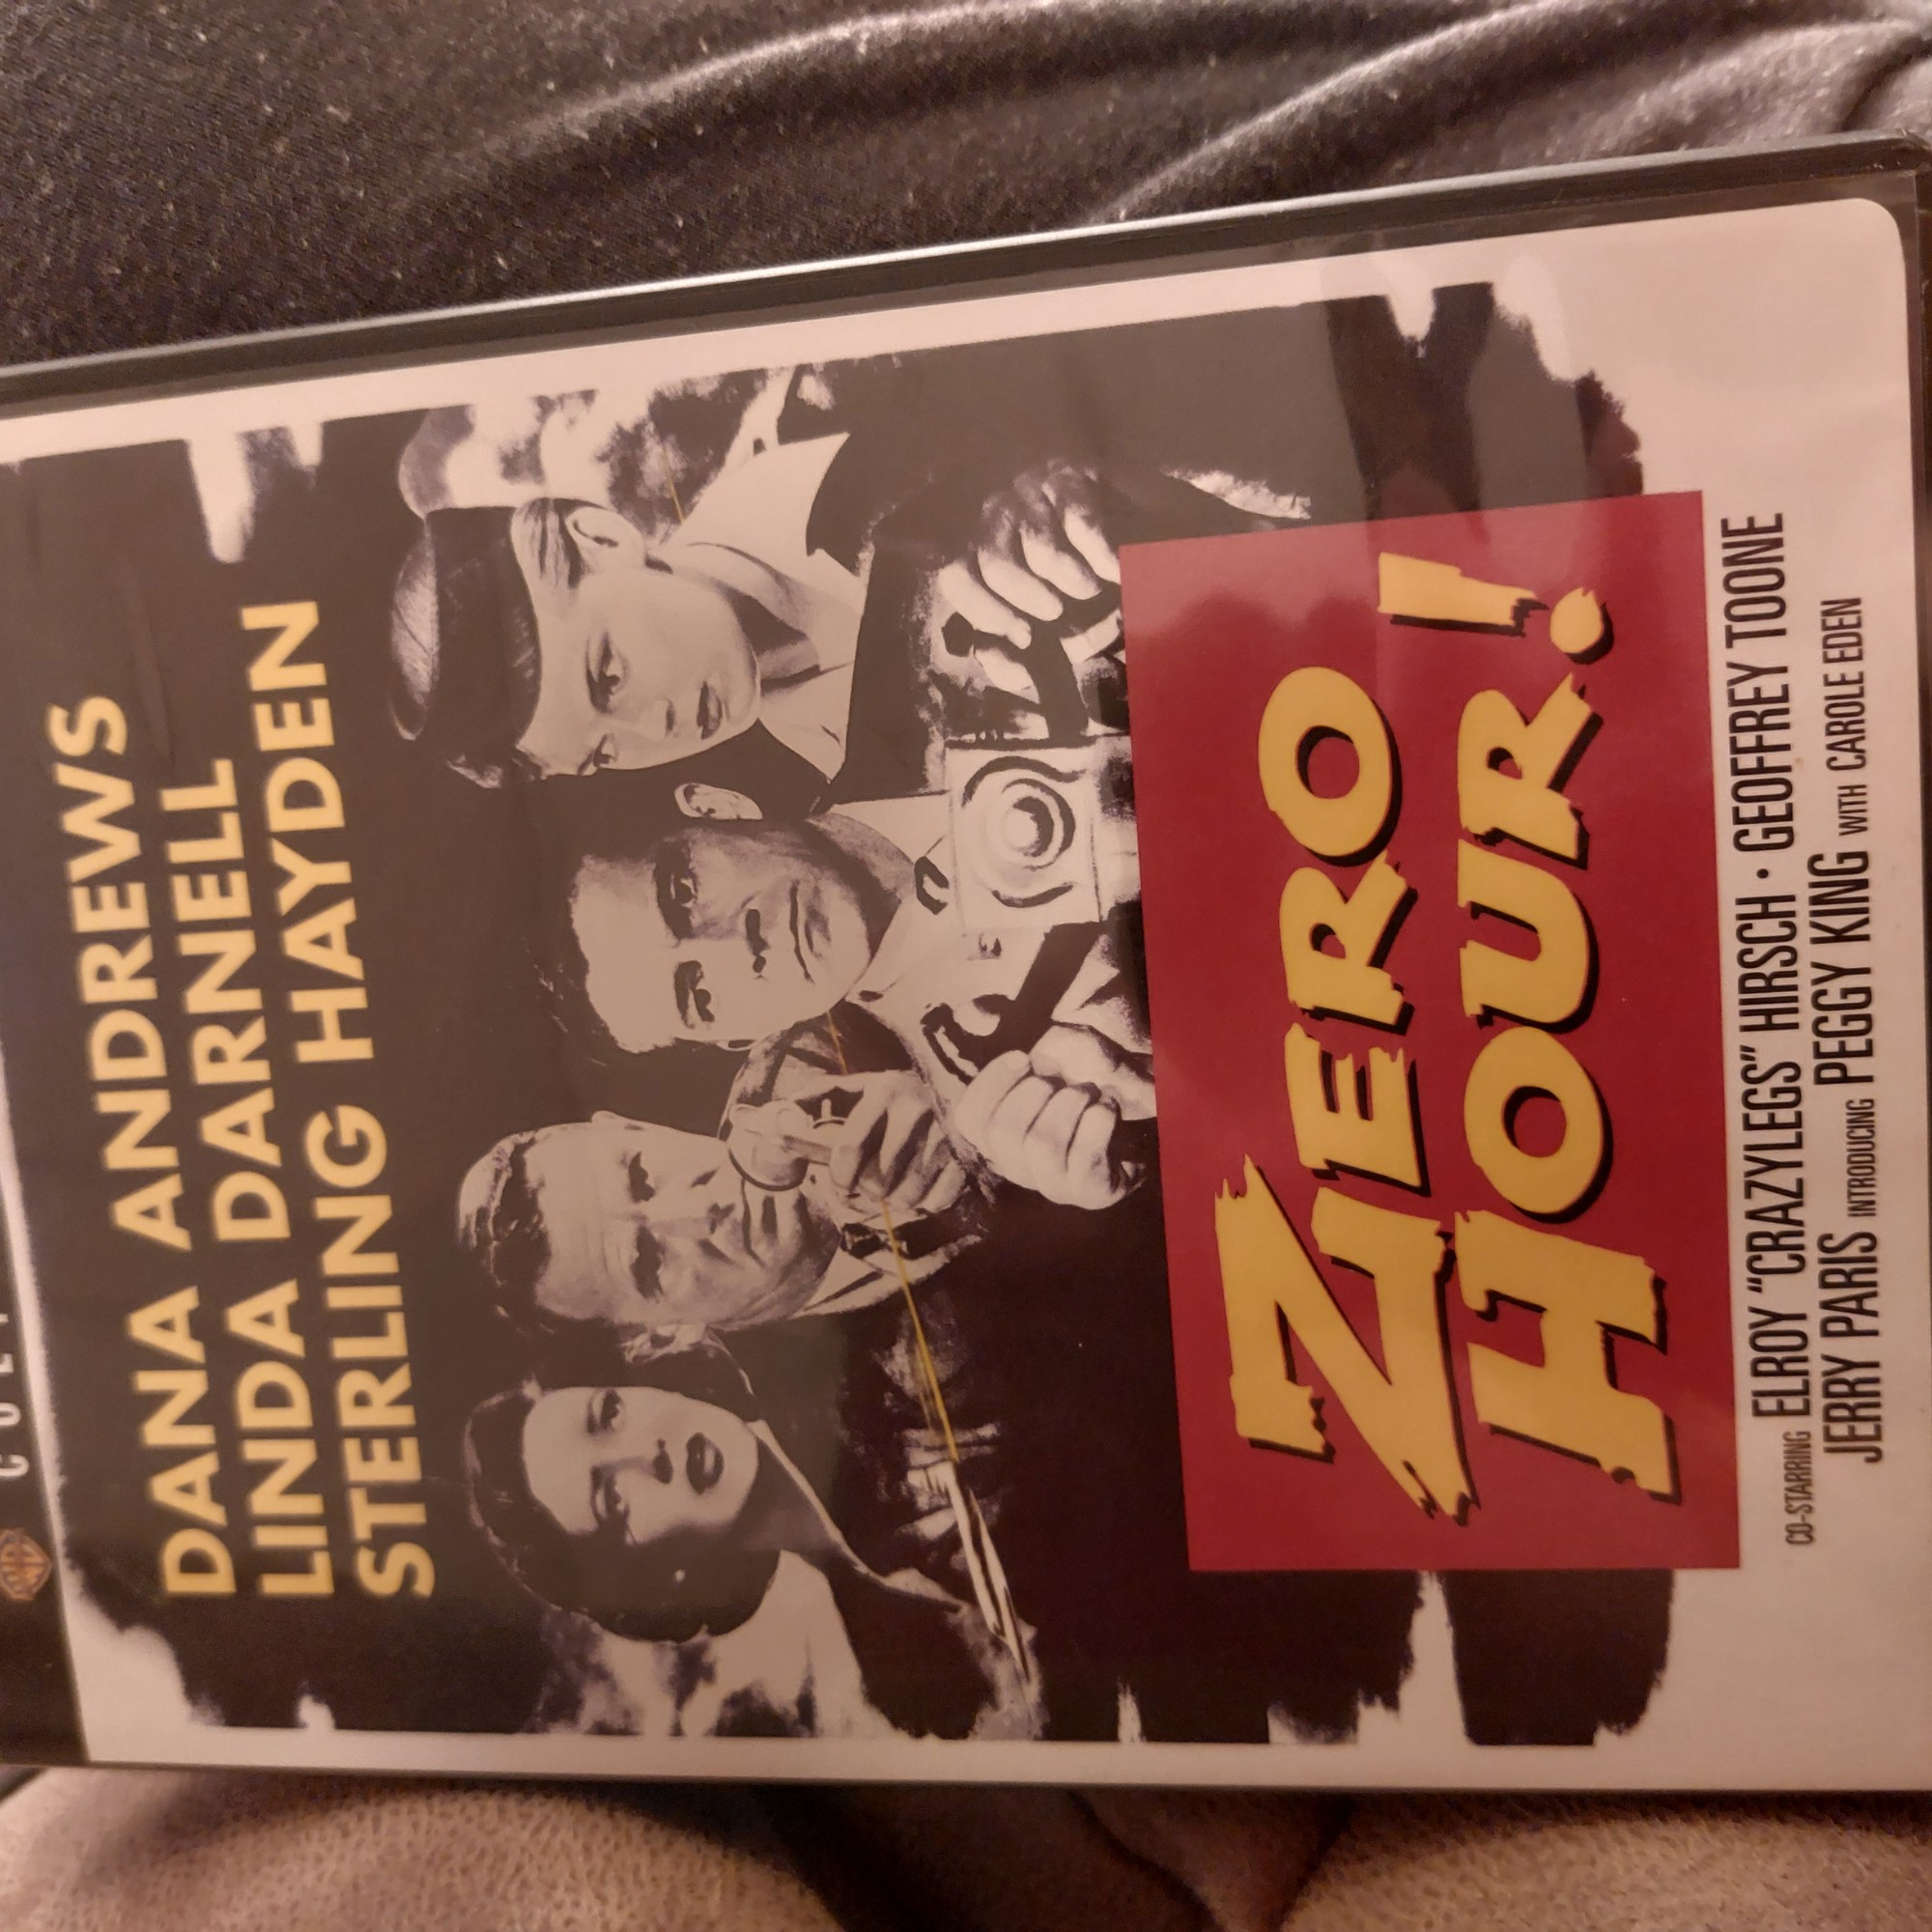 DANA ANDREWS
LINDA DARNELL
STERLING HAYDEN
ZERO
HOUR!
CO-STARRING ELROY “CRAZYLEGS” HIRSCH · GEOFFREY TOONE
JERRY PARIS INTRODUCING PEGGY KING WITH CAROLE EDEN